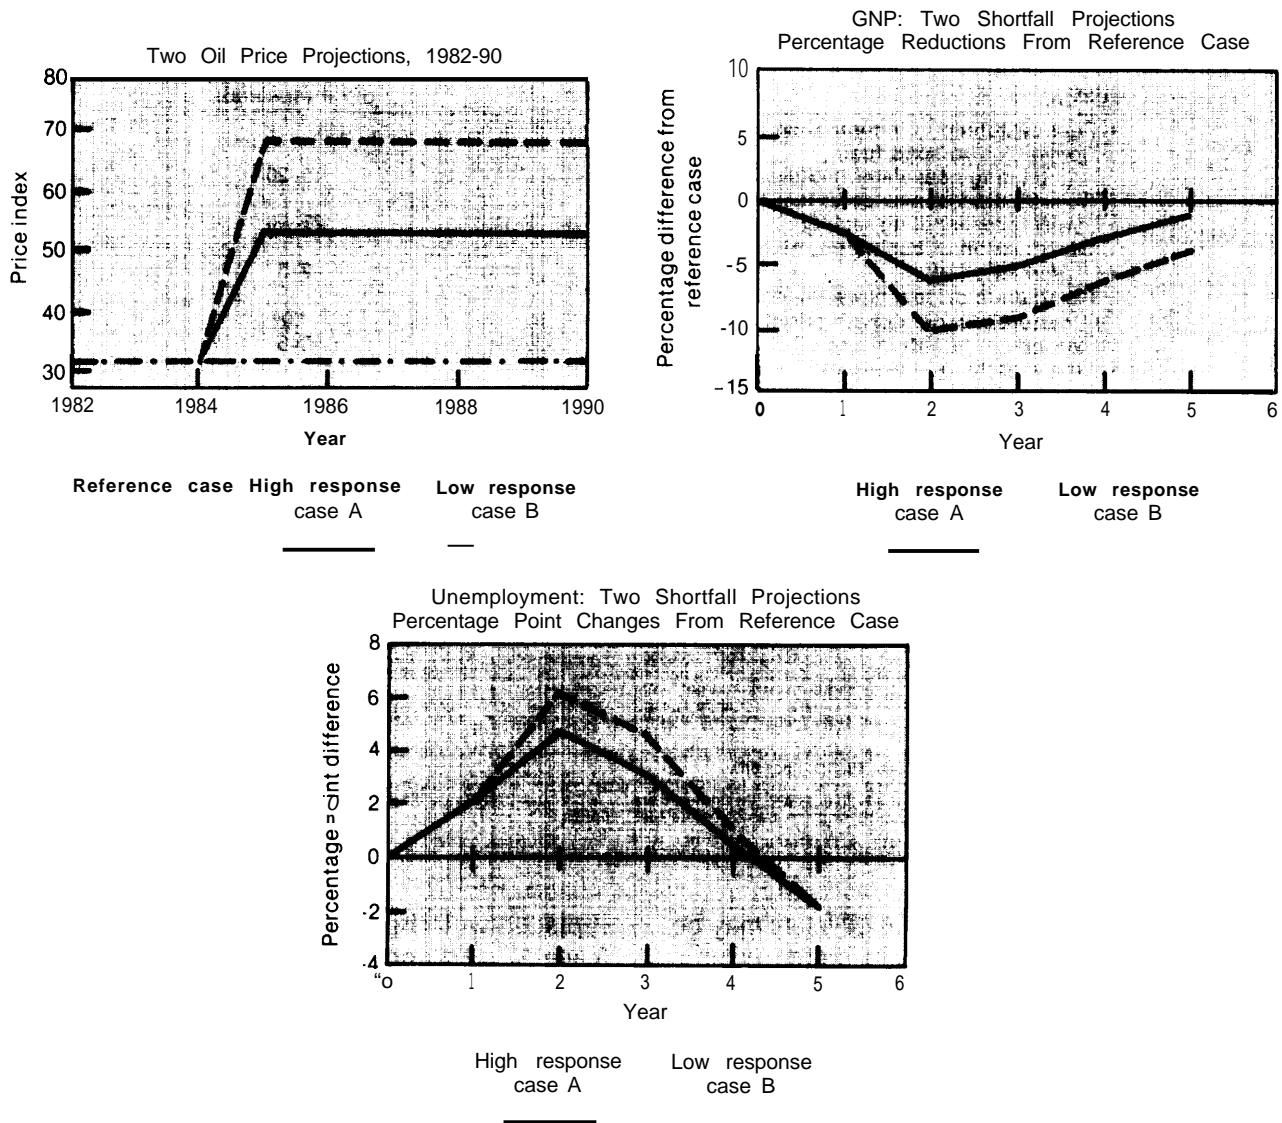 Two Oil Price Projections, 1982-90
80
70
60
50
40
30
Price index
1982 1984 1986 1988 1990
Year
Reference case High response case A Low response case B
GNP: Two Shortfall Projections
Percentage Reductions From Reference Case
10
5
0
-5
-10
-15
Percentage difference from
reference case
0 1 2 3 4 5 6
Year
High response Low response
case A case B
Unemployment: Two Shortfall Projections
Percentage Point Changes From Reference Case
8
6
4
2
0
-2
-4
Percentage difference
"o 1 2 3 4 5 6
Year
High response Low response
case A case B